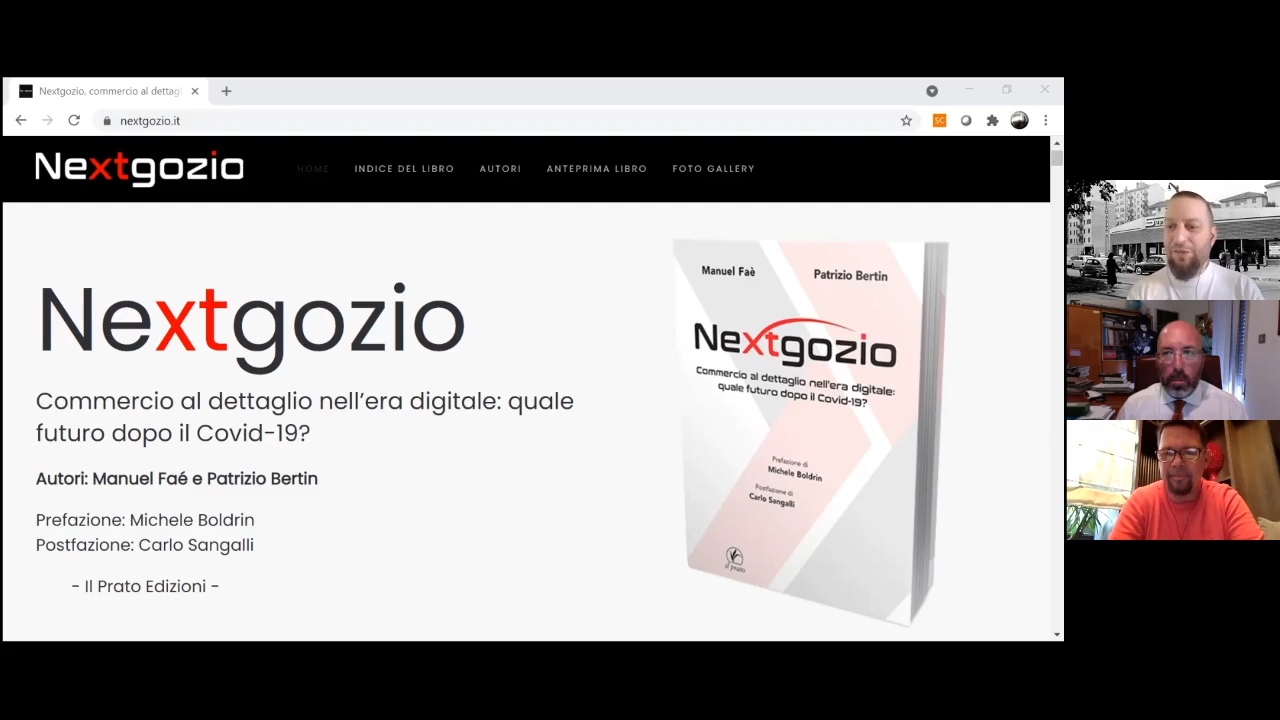 Nextgozio, commercio al dettagl
nextgozio.it
SC
Nextgozio
HOME
INDICE DEL LIBRO
AUTORI
ANTEPRIMA LIBRO
FOTO GALLERY
Nextgozio
Commercio al dettaglio nell’era digitale: quale
futuro dopo il Covid-19?
Autori: Manuel Faé e Patrizio Bertin
Prefazione: Michele Boldrin
Postfazione: Carlo Sangalli
- Il Prato Edizioni -
Manuel Faè
Patrizio Bertin
Nextgozio
Commercio al dettaglio nell'era digitale:
quale futuro dopo il Covid-19?
Prefazione di
Michele Boldrin
Postfazione di
Carlo Sangalli
il prato